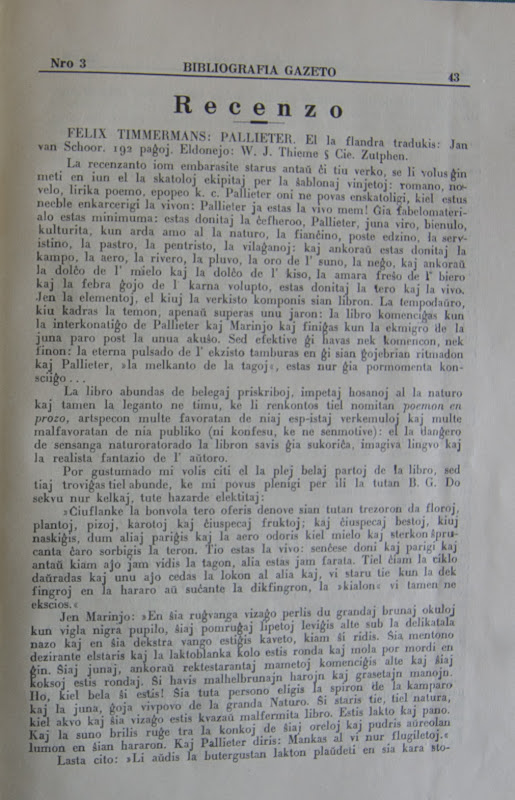 Nro 3
BIBLIOGRAFIA GAZETO
43
Recenzo
FELIX TIMMERMANS: PALLIETER. El la flandra tradukis: Jan
van Schoor. 192 paĝoj. Eldonejo: W. J. Thieme § Cie. Zutphen.
La recenzanto iom embarasite starus antaŭ ĉi tiu verko, se li volus ĝin
meti en iun el la skatoloj ekipitaj per la ŝablonaj vinjetoj: romano, no-
velo, lirika poemo, epopeo k. c. Pallieter oni ne povas enskatoligi, kiel estus
neeble enkarcerigi la vivon: Pallieter ja estas la vivo mem! Ĝia fabelomateri-
alo estas minimuma: estas donitaj la ĉefheroo, Pallieter, juna viro, bienulo,
kulturita, kun arda amo al la naturo, la fianĉino, poste edzino, la serv-
istino, la pastro, la pentristo, la vilaĝanoj; kaj ankoraŭ estas donitaj la
kampo, la aero, la rivero, la pluvo, la oro de l' suno, la neĝo, kaj ankoraŭ
la dolĉo de l' mielo kaj la dolĉo de l' kiso, la amara freŝo de l' biero
kaj la febra ĝojo de l' karna volupto, estas donitaj la tero kaj la vivo.
Jen la elementoj, el kiuj la verkisto komponis sian libron. La tempodaŭro,
kiu kadras la temon, apenaŭ superas unu jaron: la libro komenciĝas kun
la interkonatiĝo de Pallieter kaj Marinjo kaj finiĝas kun la ekmigro de la
juna paro post la unua akuŝo. Sed efektive ĝi havas nek komencon, nek
finon: la eterna pulsado de l' ekzisto tamburas en ĝi sian ĝojebrian ritmadon
kaj Pallieter, »la melkanto de la tagoj«, estas nur ĝia pormomenta kon-
sciiĝo . . .
La libro abundas de belegaj priskriboj, impetaj hosanoj al la naturo
kaj tamen la leganto ne timu, ke li renkontos tiel nomitan poemon en
prozo, artspecon multe favoratan de niaj esp-istaj verkemuloj kaj multe
malfavoratan de nia publiko (ni konfesu, ke ne senmotive): el la danĝero
de sensanga naturoratorado la libron savis ĝia sukoriĉa, imagiva lingvo kaj
la realista fantazio de l' aŭtoro.
Por gustumado mi volis citi el la plej belaj partoj de la libro, sed
tiaj troviĝas tiel abunde, ke mi povus plenigi per ili la tutan B. G. Do
sekvu nur kelkaj, tute hazarde elektitaj:
»Ĉiuflanke la bonvola tero oferis denove sian tutan trezoron da floroj,
plantoj, pizoj, karotoj kaj ĉiuspecaj fruktoj; kaj ĉiuspecaj bestoj, kiuj
naskiĝis, dum aliaj pariĝis kaj la aero odoris kiel mielo kaj sterkon ŝpru-
canta ĉaro sorbigis la teron. Tio estas la vivo: senĉese doni kaj parigi kaj
antaŭ kiam ajo jam vidis la tagon, alia estas jam farata. Tiel ĉiam la ciklo
daŭradas kaj unu ajo cedas la lokon al alia kaj, vi staru tie kun la dek
fingroj en la hararo aŭ suĉante la dikfingron, la »kialon« vi tamen ne
ekscios.«
Jen Marinjo: »En ŝia ruĝvanga vizaĝo perlis du grandaj brunaj okuloj
kun vigla nigra pupilo, ŝiaj pomruĝaj lipetoj leviĝis alte sub la delikatala
nazo kaj en ŝia dekstra vango estiĝis kaveto, kiam ŝi ridis. Ŝia mentono
dezirante elstaris kaj la laktoblanka kolo estis ronda kaj mola por mordi en
ĝin. Ŝiaj junaj, ankoraŭ rektestarantaj mametoj komenciĝis alte kaj ŝiaj
koksoj estis rondaj. Ŝi havis malhelbrunajn harojn kaj grasetajn manojn.
Ho, kiel bela ŝi estis! Ŝia tuta persono eligis la spiron de la kamparo
kaj la juna, ĝoja vivpovo de la granda Naturo. Ŝi staris tie, tiel natura,
kiel akvo kaj ŝia vizaĝo estis kvazaŭ malfermita libro. Estis lakto kaj pano.
Kaj la suno brilis ruĝe tra la konkoj de ŝiaj oreloj kaj pudris aŭreolan
lumon en ŝian hararon. Kaj Pallieter diris: Mankas al vi nur flugiletoj.«
Lasta cito: »Li aŭdis la butergustan lakton plaŭdeti en sia kara sto-